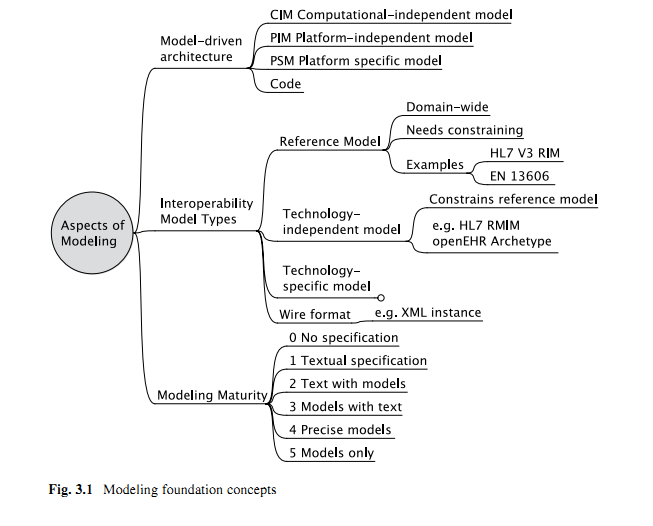 CIM Computational-independent model
Model-driven
architecture
PIM Platform-independent model
PSM Platform specific model
Code
Aspects of
Modeling
Interoperability
Model Types
Reference Model
Domain-wide
Needs constraining
Examples
HL7 V3 RIM
EN 13606
Technology-
independent model
Constrains reference model
e.g. HL7 RMIM
openEHR Archetype
Technology-
specific model
Wire format
e.g. XML instance
Modeling Maturity
0 No specification
1 Textual specification
2 Text with models
3 Models with text
4 Precise models
5 Models only
Fig. 3.1 Modeling foundation concepts